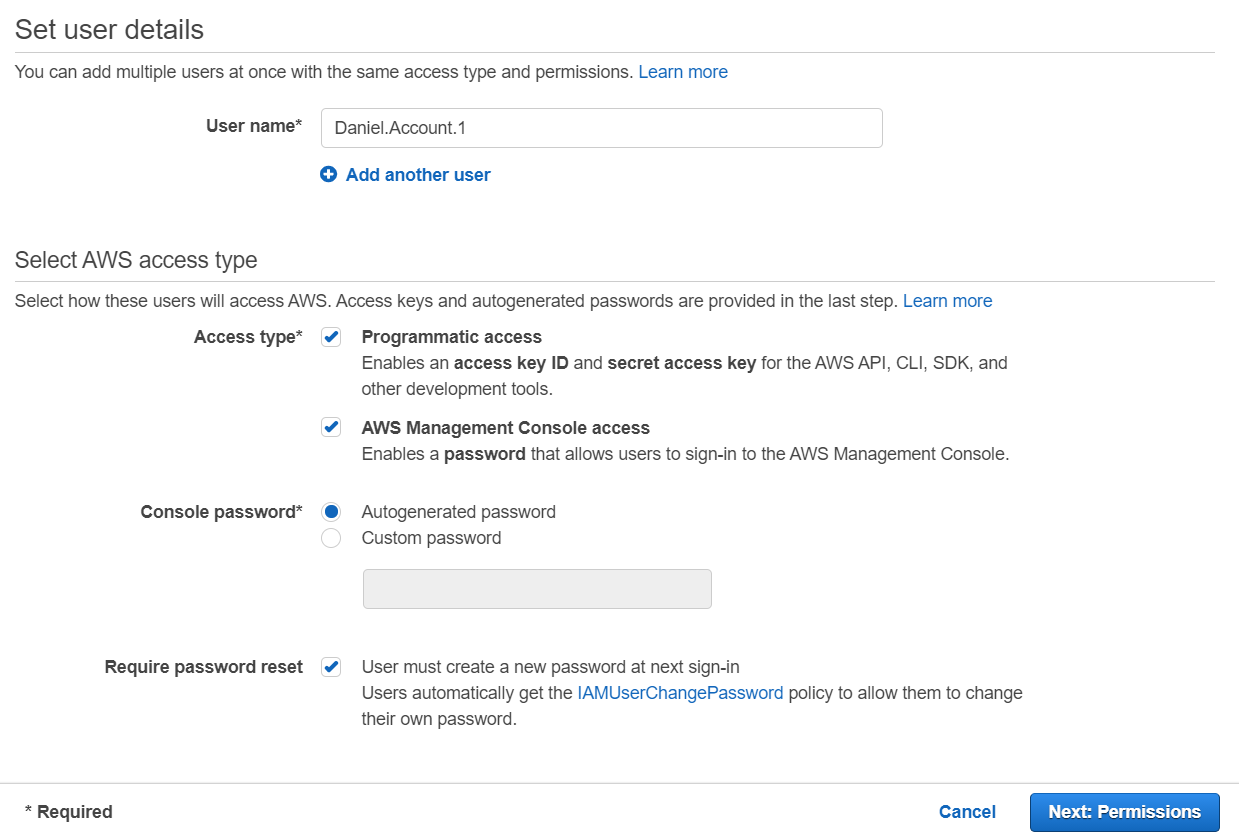 Set user details
You can add multiple users at once with the same access type and permissions. Learn more
User name* Daniel.Account.1
Add another user
Select AWS access type
Select how these users will access AWS. Access keys and autogenerated passwords are provided in the last step. Learn more
Access type* Programmatic access
Enables an access key ID and secret access key for the AWS API, CLI, SDK, and
other development tools.
AWS Management Console access
Enables a password that allows users to sign-in to the AWS Management Console.
Console password* Autogenerated password
Custom password
Require password reset User must create a new password at next sign-in
Users automatically get the IAMUserChangePassword policy to allow them to change
their own password.
* Required Cancel Next: Permissions